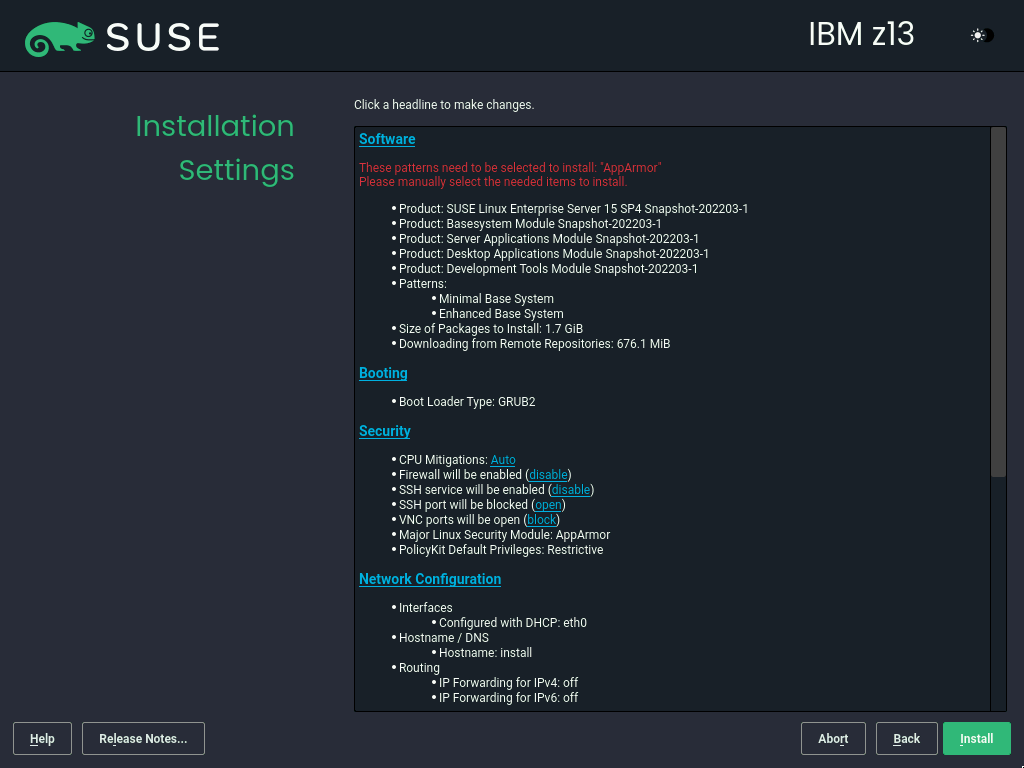 SUSE
IBM z13
Installation
Settings
Click a headline to make changes.
Software
These patterns need to be selected to install: "AppArmor"
Please manually select the needed items to install.
• Product: SUSE Linux Enterprise Server 15 SP4 Snapshot-202203-1
• Product: Basesystem Module Snapshot-202203-1
• Product: Server Applications Module Snapshot-202203-1
• Product: Desktop Applications Module Snapshot-202203-1
• Product: Development Tools Module Snapshot-202203-1
• Patterns:
• Minimal Base System
• Enhanced Base System
• Size of Packages to Install: 1.7 GiB
• Downloading from Remote Repositories: 676.1 MiB
Booting
• Boot Loader Type: GRUB2
Security
• CPU Mitigations: Auto
• Firewall will be enabled (disable)
• SSH service will be enabled (disable)
• SSH port will be blocked (open)
• VNC ports will be open (block)
• Major Linux Security Module: AppArmor
• PolicyKit Default Privileges: Restrictive
Network Configuration
• Interfaces
• Configured with DHCP: eth0
• Hostname / DNS
• Hostname: install
• Routing
• IP Forwarding for IPv4: off
• IP Forwarding for IPv6: off
Help
Release Notes...
Abort
Back
Install